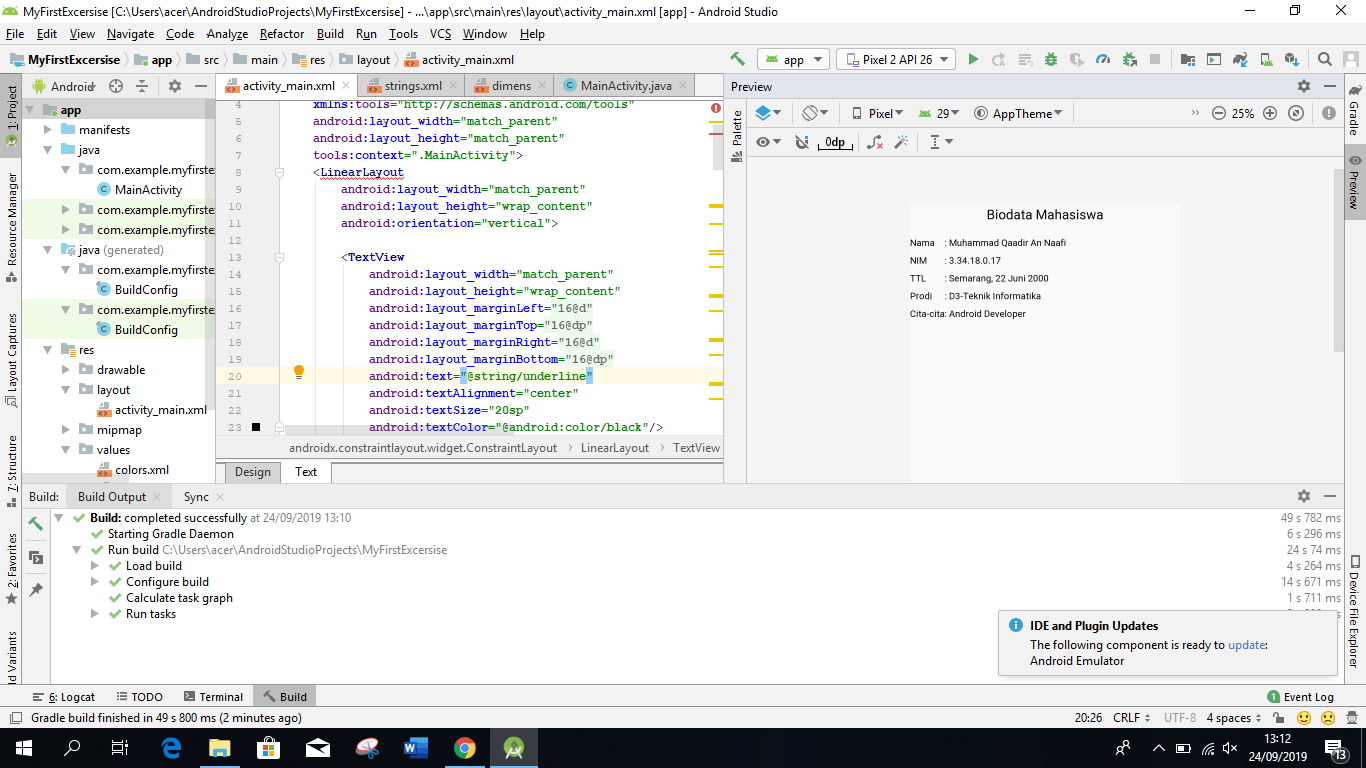 MyFirstExcersise [C:\Users\acer\AndroidStudioProjects\MyFirstExcersise] - ...\app\src\main\res\layout\activity_main.xml [app] - Android Studio
File Edit View Navigate Code Analyze Refactor Build Run Tools VCS Window Help
MyFirstExcersise app src main res layout activity_main.xml app Pixel 2 API 26
Android
activity_main.xml strings.xml dimens MainActivity.java
Preview
1: Project
Resource Manager
Layout Captures
7: Structure
2: Favorites
app
manifests
java
com.example.myfirste
MainActivity
com.example.myfirste
com.example.myfirste
java (generated)
com.example.myfirste
BuildConfig
com.example.myfirste
BuildConfig
res
drawable
layout
activity_main.xml
mipmap
values
colors.xml
4 xmlns:tools="http://schemas.android.com/tools"
5 android:layout_width="match_parent"
6 android:layout_height="match_parent"
7 tools:context=".MainActivity">
8 <LinearLayout
9 android:layout_width="match_parent"
10 android:layout_height="wrap_content"
11 android:orientation="vertical">
12
13 <TextView
14 android:layout_width="match_parent"
15 android:layout_height="wrap_content"
16 android:layout_marginLeft="16@d"
17 android:layout_marginTop="16@dp"
18 android:layout_marginRight="16@d"
19 android:layout_marginBottom="16@dp"
20 android:text="@string/underline"
21 android:textAlignment="center"
22 android:textSize="20sp"
23 android:textColor="@android:color/black"/>
androidx.constraintlayout.widget.ConstraintLayout LinearLayout TextView
Design Text
Palette
Pixel 29 AppTheme 25%
0dp
Biodata Mahasiswa
Nama : Muhammad Qaadir An Naafi
NIM : 3.34.18.0.17
TTL : Semarang, 22 Juni 2000
Prodi : D3-Teknik Informatika
Cita-cita: Android Developer
Gradle
Preview
Device File Explorer
Build: Build Output Sync
Build: completed successfully at 24/09/2019 13:10 49 s 782 ms
Starting Gradle Daemon 6 s 296 ms
Run build C:\Users\acer\AndroidStudioProjects\MyFirstExcersise 24 s 74 ms
Load build 4 s 264 ms
Configure build 14 s 671 ms
Calculate task graph 1 s 711 ms
Run tasks
IDE and Plugin Updates
The following component is ready to update:
Android Emulator
6: Logcat TODO Terminal Build Event Log
Gradle build finished in 49 s 800 ms (2 minutes ago) 20:26 CRLF UTF-8 4 spaces
13:12
24/09/2019
13